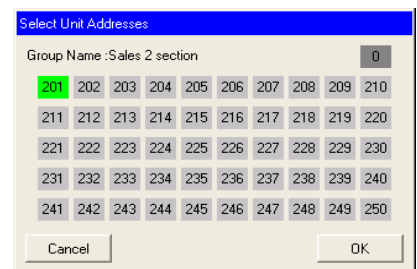 Select Unit Addresses
Group Name :Sales 2 section 0
201 202 203 204 205 206 207 208 209 210
211 212 213 214 215 216 217 218 219 220
221 222 223 224 225 226 227 228 229 230
231 232 233 234 235 236 237 238 239 240
241 242 243 244 245 246 247 248 249 250
Cancel OK